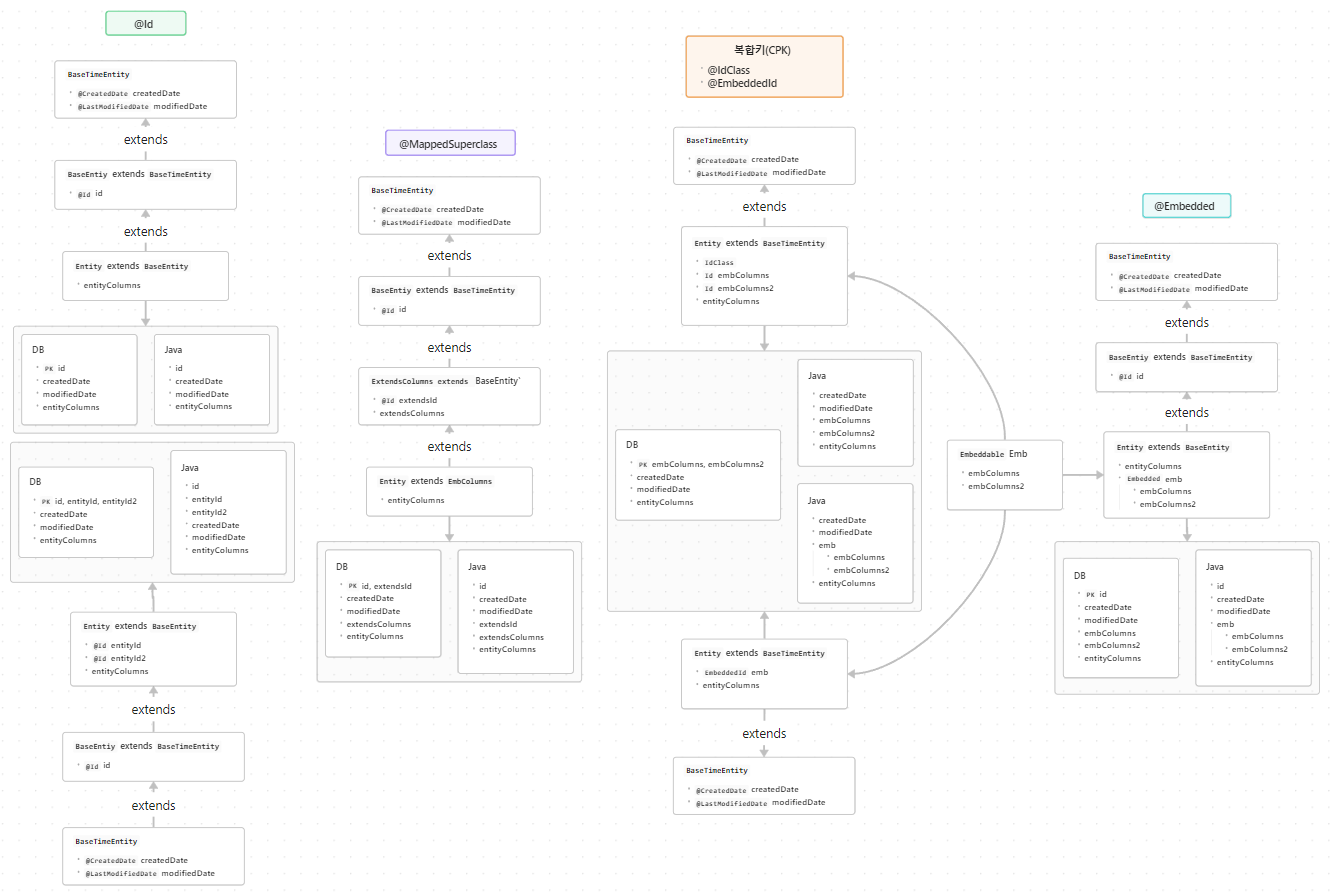 @Id
BaseTimeEntity
@CreatedDate createdDate
@LastModifiedDate modifiedDate
extends
BaseEntiy extends BaseTimeEntity
@Id id
extends
Entity extends BaseEntity
entityColumns
DB
PK id
createdDate
modifiedDate
entityColumns
Java
id
createdDate
modifiedDate
entityColumns
DB
PK id, entityId, entityId2
createdDate
modifiedDate
entityColumns
Java
id
entityId
entityId2
createdDate
modifiedDate
entityColumns
Entity extends BaseEntity
@Id entityId
@Id entityId2
entityColumns
extends
BaseEntiy extends BaseTimeEntity
@Id id
extends
BaseTimeEntity
@CreatedDate createdDate
@LastModifiedDate modifiedDate
@MappedSuperclass
BaseTimeEntity
@CreatedDate createdDate
@LastModifiedDate modifiedDate
extends
BaseEntiy extends BaseTimeEntity
@Id id
extends
ExtendsColumns extends BaseEntity`
@Id extendsId
extendsColumns
extends
Entity extends EmbColumns
entityColumns
DB
PK id, extendsId
createdDate
modifiedDate
extendsColumns
entityColumns
Java
id
createdDate
modifiedDate
extendsId
extendsColumns
entityColumns
복합키(CPK)
@IdClass
@EmbeddedId
BaseTimeEntity
@CreatedDate createdDate
@LastModifiedDate modifiedDate
extends
Entity extends BaseTimeEntity
IdClass
Id embColumns
Id embColumns2
entityColumns
DB
PK embColumns, embColumns2
createdDate
modifiedDate
entityColumns
Java
createdDate
modifiedDate
embColumns
embColumns2
entityColumns
Java
createdDate
modifiedDate
emb
embColumns
embColumns2
entityColumns
Entity extends BaseTimeEntity
EmbeddedId emb
entityColumns
extends
BaseTimeEntity
@CreatedDate createdDate
@LastModifiedDate modifiedDate
Embeddable Emb
embColumns
embColumns2
@Embedded
BaseTimeEntity
@CreatedDate createdDate
@LastModifiedDate modifiedDate
extends
BaseEntiy extends BaseTimeEntity
@Id id
extends
Entity extends BaseEntity
entityColumns
Embedded emb
embColumns
embColumns2
DB
PK id
createdDate
modifiedDate
embColumns
embColumns2
entityColumns
Java
id
createdDate
modifiedDate
emb
embColumns
embColumns2
entityColumns